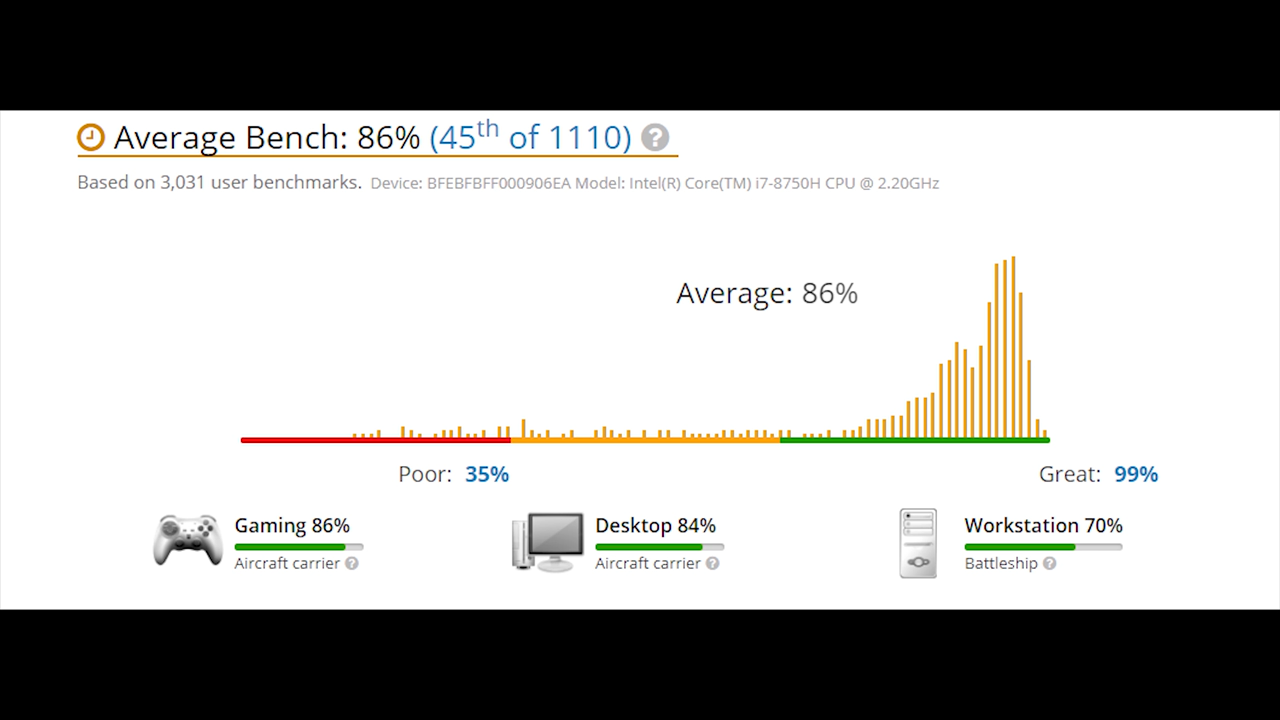 Average Bench: 86% (45th of 1110) ?
Based on 3,031 user benchmarks. Device: BFEBFBFF000906EA Model: Intel(R) Core(TM) i7-8750H CPU @ 2.20GHz
Average: 86%
Poor: 35%
Great: 99%
Gaming 86%
Aircraft carrier ?
Desktop 84%
Aircraft carrier ?
Workstation 70%
Battleship ?